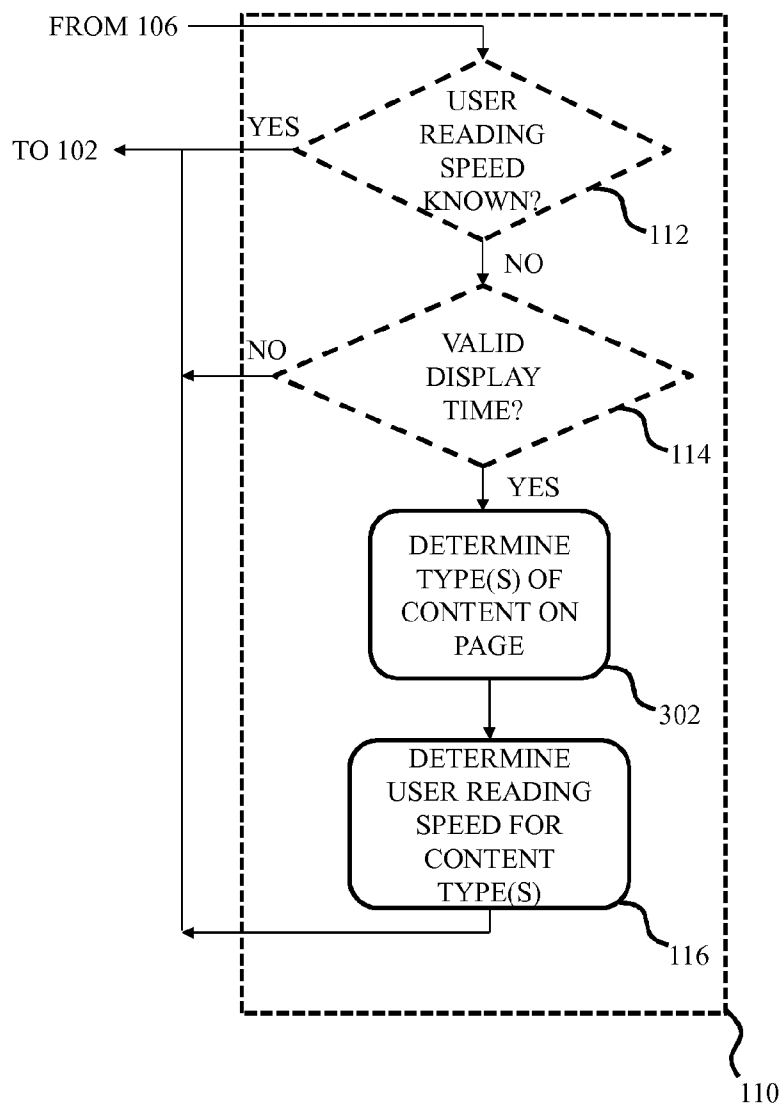 FROM 106
USER
READING
SPEED
KNOWN?
YES
TO 102
112
NO
VALID
DISPLAY
TIME?
NO
114
YES
DETERMINE
TYPE(S) OF
CONTENT ON
PAGE
302
DETERMINE
USER READING
SPEED FOR
CONTENT
TYPE(S)
116
110